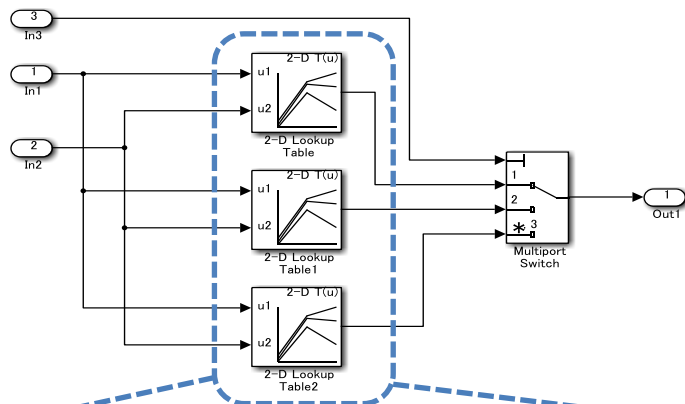 3
In3
1
In1
2
In2
2-D T(u)
u1
u2
2-D Lookup
Table
2-D T(u)
u1
u2
2-D Lookup
Table1
2-D T(u)
u1
u2
2-D Lookup
Table2
1
2
* 3
Multiport
Switch
1
Out1